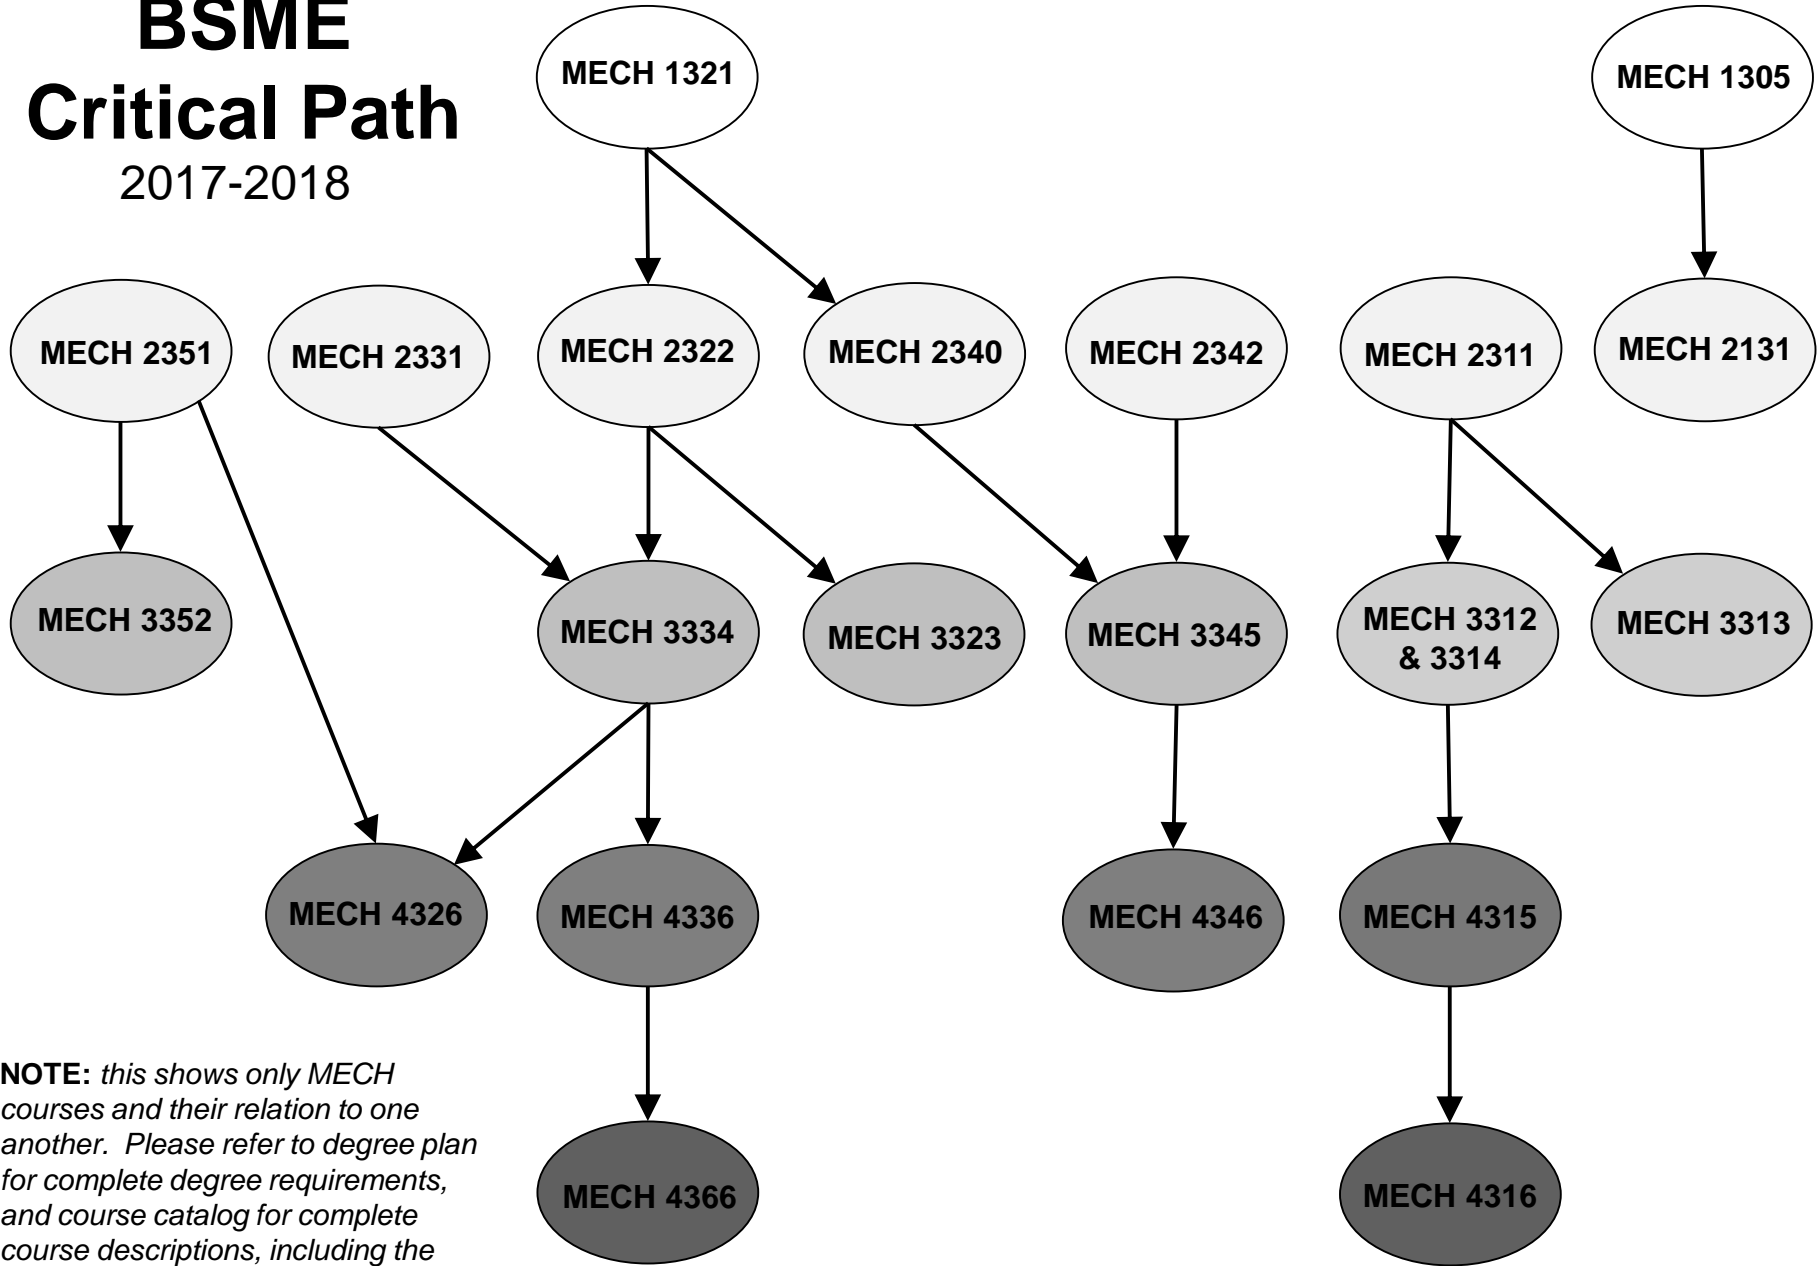 BSME
Critical Path
2017-2018
MECH 1321
MECH 1305
MECH 2351
MECH 2331
MECH 2322
MECH 2340
MECH 2342
MECH 2311
MECH 2131
MECH 3352
MECH 3334
MECH 3323
MECH 3345
MECH 3312
& 3314
MECH 3313
MECH 4326
MECH 4336
MECH 4346
MECH 4315
MECH 4366
MECH 4316
NOTE: this shows only MECH
courses and their relation to one
another. Please refer to degree plan
for complete degree requirements,
and course catalog for complete
course descriptions, including the